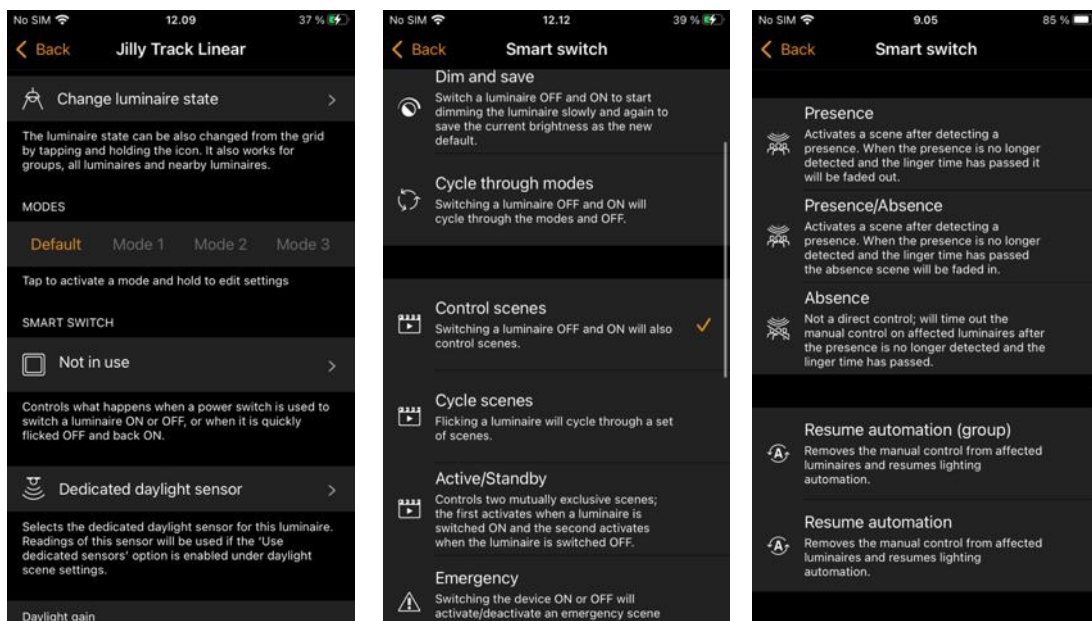 No SIM 12.09 37 %
Back Jilly Track Linear
Change luminaire state
The luminaire state can be also changed from the grid
by tapping and holding the icon. It also works for
groups, all luminaires and nearby luminaires.
MODES
Default Mode 1 Mode 2 Mode 3
Tap to activate a mode and hold to edit settings
SMART SWITCH
Not in use
Controls what happens when a power switch is used to
switch a luminaire ON or OFF, or when it is quickly
flicked OFF and back ON.
Dedicated daylight sensor
Selects the dedicated daylight sensor for this luminaire.
Readings of this sensor will be used if the 'Use
dedicated sensors' option is enabled under daylight
scene settings.
Daylight gain
No SIM 12.12 39 %
Back Smart switch
Dim and save
Switch a luminaire OFF and ON to start
dimming the luminaire slowly and again to
save the current brightness as the new
default.
Cycle through modes
Switching a luminaire OFF and ON will
cycle through the modes and OFF.
Control scenes
Switching a luminaire OFF and ON will also
control scenes.
Cycle scenes
Flicking a luminaire will cycle through a set
of scenes.
Active/Standby
Controls two mutually exclusive scenes;
the first activates when a luminaire is
switched ON and the second activates
when the luminaire is switched OFF.
Emergency
Switching the device ON or OFF will
activate/deactivate an emergency scene
No SIM 9.05 85 %
Back Smart switch
Presence
Activates a scene after detecting a
presence. When the presence is no longer
detected and the linger time has passed it
will be faded out.
Presence/Absence
Activates a scene after detecting a
presence. When the presence is no longer
detected and the linger time has passed
the absence scene will be faded in.
Absence
Not a direct control; will time out the
manual control on affected luminaires after
the presence is no longer detected and the
linger time has passed.
Resume automation (group)
Removes the manual control from affected
luminaires and resumes lighting
automation.
Resume automation
Removes the manual control from affected
luminaires and resumes lighting
automation.